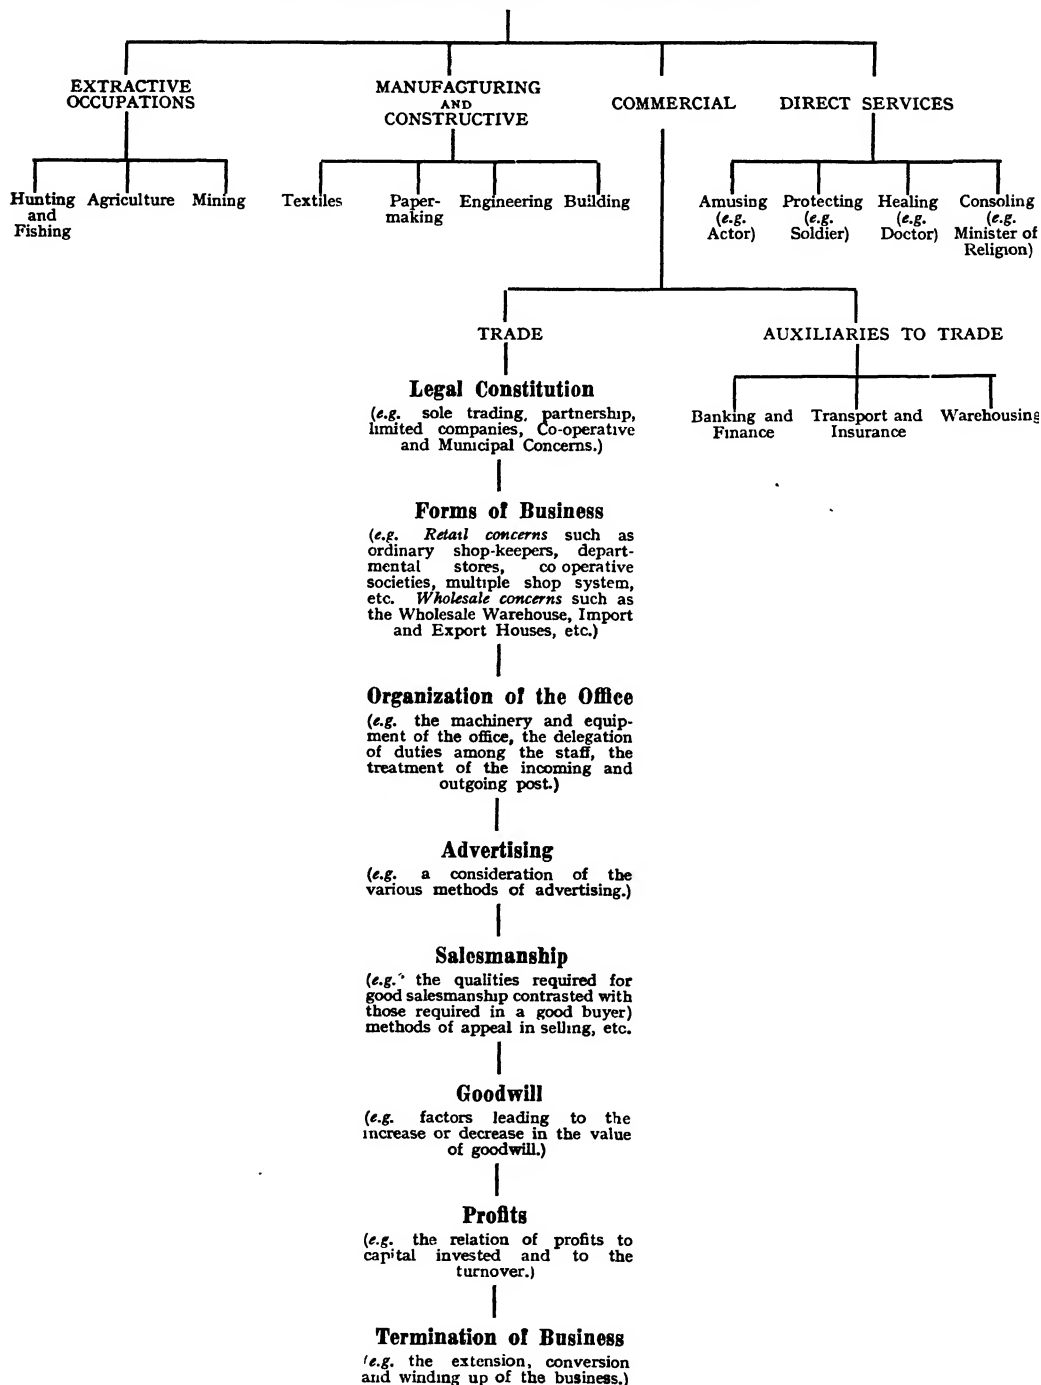 EXTRACTIVE
OCCUPATIONS
MANUFACTURING
AND
CONSTRUCTIVE
COMMERCIAL
DIRECT SERVICES
Hunting
and
Fishing
Agriculture
Mining
Textiles
Paper-
making
Engineering
Building
Amusing
(e.g.
Actor)
Protecting
(e.g.
Soldier)
Healing
(e.g.
Doctor)
Consoling
(e.g.
Minister of
Religion)
TRADE
AUXILIARIES TO TRADE
Banking and
Finance
Transport and
Insurance
Warehousing
Legal Constitution
(e.g. sole trading, partnership,
limited companies, Co-operative
and Municipal Concerns.)
Forms of Business
(e.g. Retail concerns such as
ordinary shop-keepers, depart-
mental stores, co operative
societies, multiple shop system,
etc. Wholesale concerns such as
the Wholesale Warehouse, Import
and Export Houses, etc.)
Organization of the Office
(e.g. the machinery and equip-
ment of the office, the delegation
of duties among the staff, the
treatment of the incoming and
outgoing post.)
Advertising
(e.g. a consideration of the
various methods of advertising.)
Salesmanship
(e.g. the qualities required for
good salesmanship contrasted with
those required in a good buyer)
methods of appeal in selling, etc.
Goodwill
(e.g. factors leading to the
increase or decrease in the value
of goodwill.)
Profits
(e.g. the relation of profits to
capital invested and to the
turnover.)
Termination of Business
(e.g. the extension, conversion
and winding up of the business.)